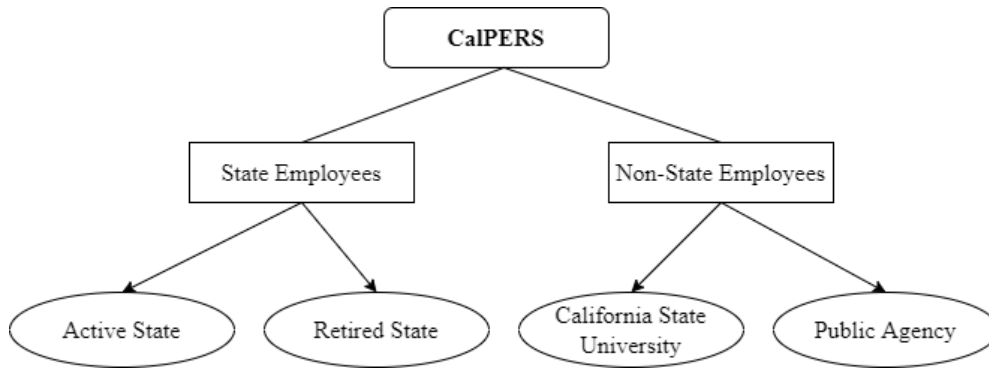 CalPERS
State Employees
Non-State Employees
Active State
Retired State
California State
University
Public Agency